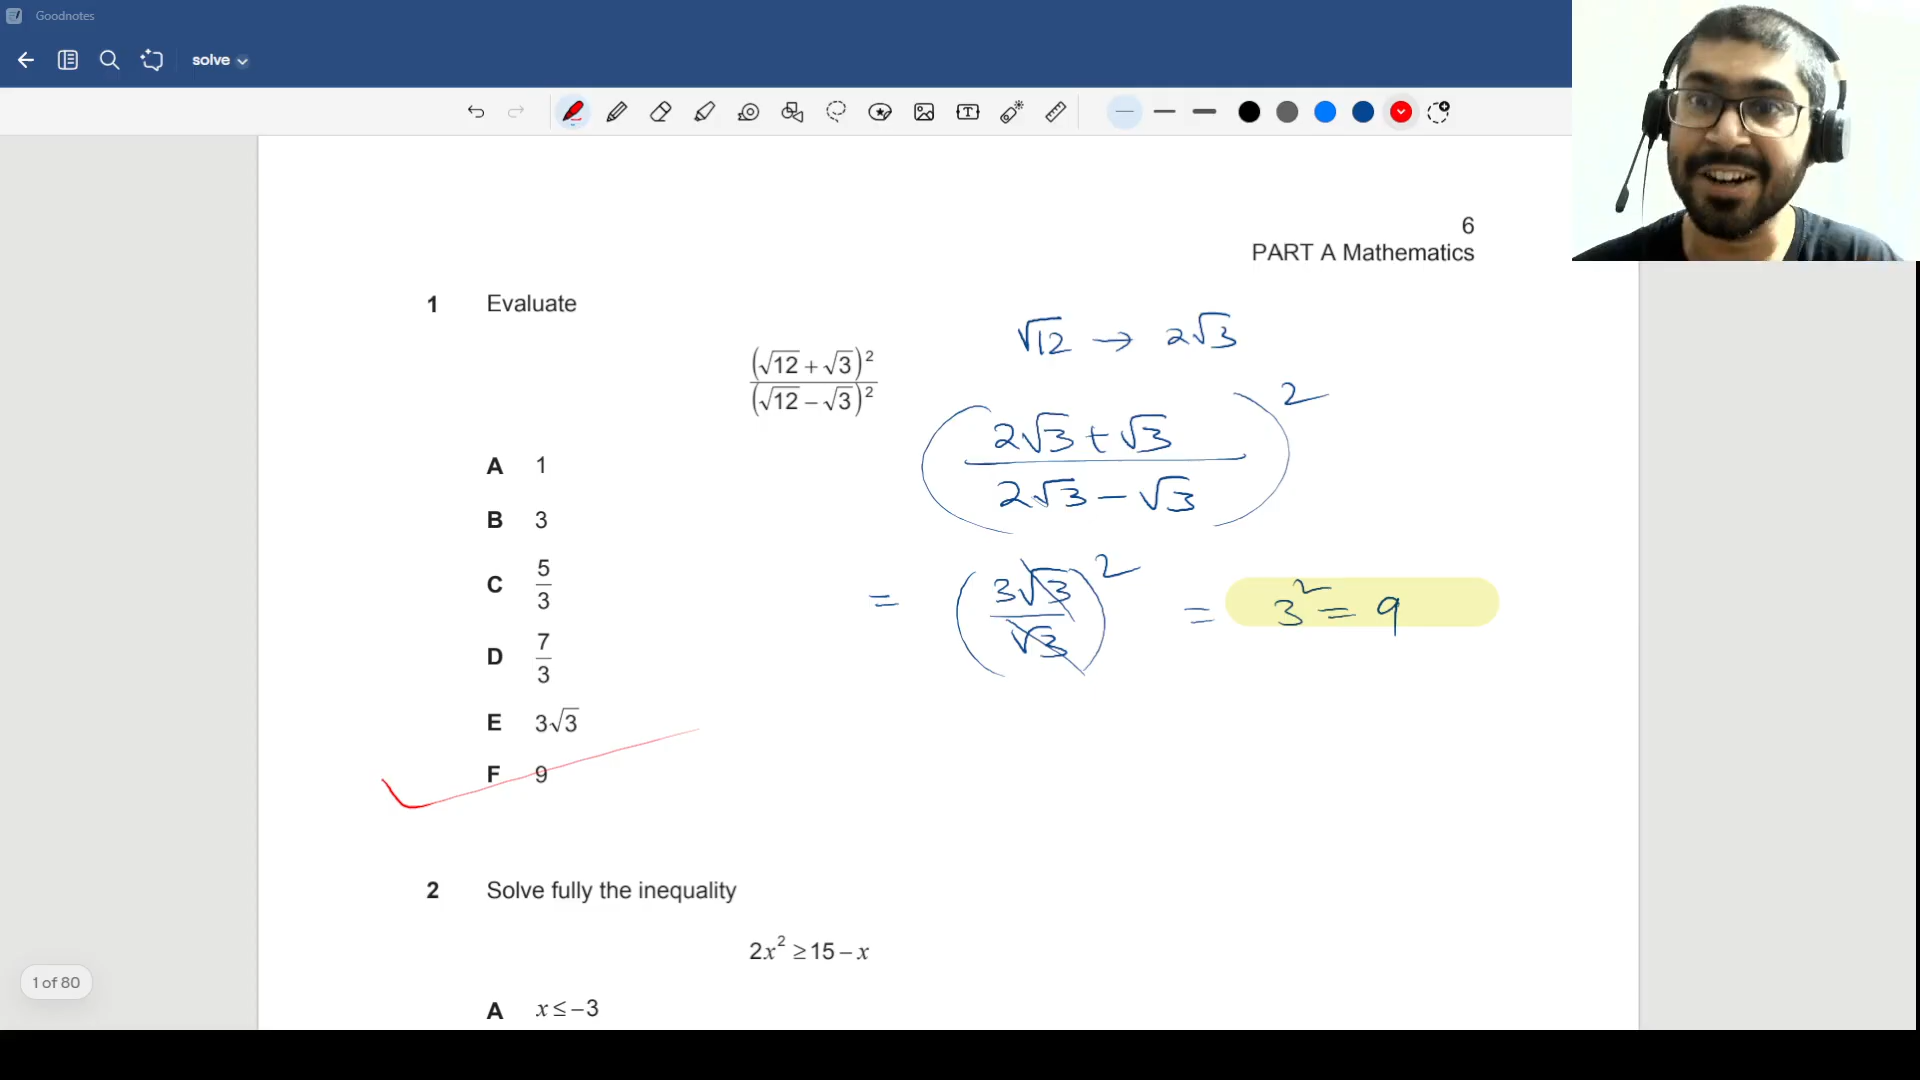 Goodnotes
solve
6
PART A Mathematics
1 Evaluate
(√12 + √3)²
(√12 − √3)²
√12 → 2√3
(2√3 + √3)²
2√3 − √3
= (3√3)² = 3² = 9
√3
A 1
B 3
C 5/3
D 7/3
E 3√3
F 9
2 Solve fully the inequality
2x² ≥ 15 − x
A x ≤ −3
1 of 80